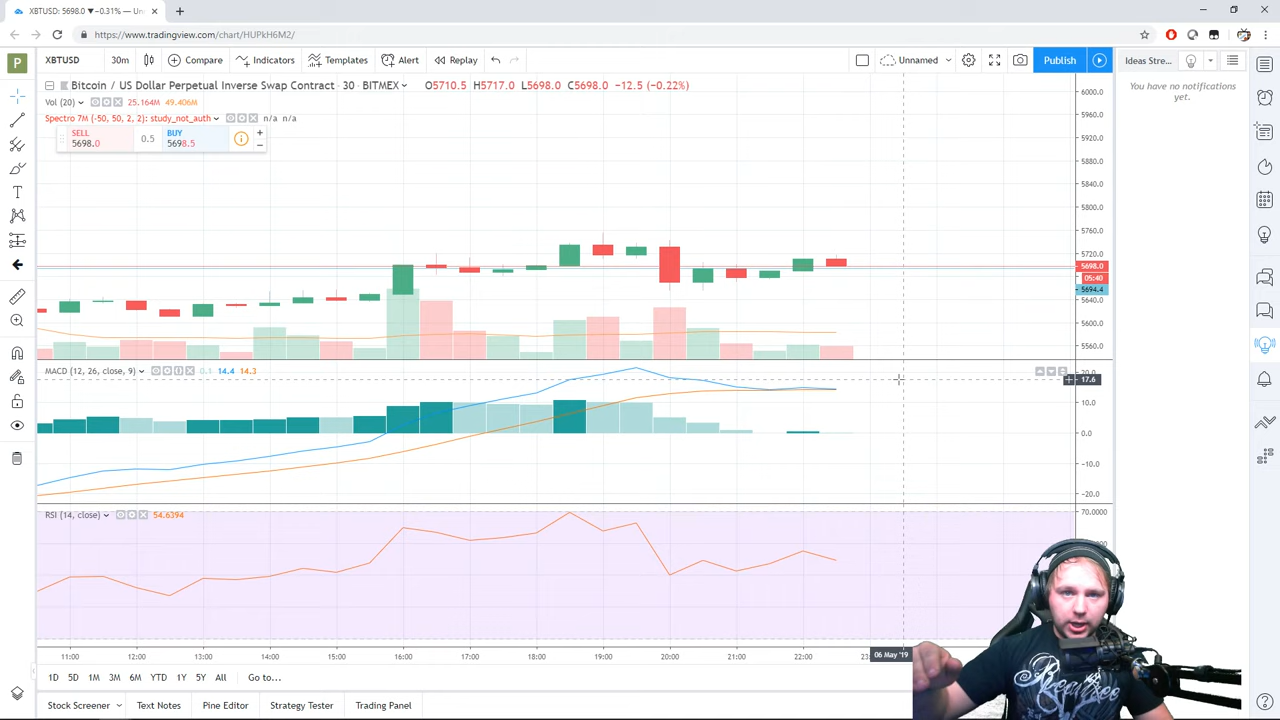 XBTUSD: 5698.0 ▼−0.31% — Un
https://www.tradingview.com/chart/HUPkH6M2/
P
XBTUSD 30m Compare Indicators Templates Alert Replay Unnamed Publish Ideas Stre...
Bitcoin / US Dollar Perpetual Inverse Swap Contract · 30 · BITMEX O5710.5 H5717.0 L5698.0 C5698.0 −12.5 (−0.22%)
You have no notifications
yet.
Vol (20) 25.164M 49.406M
Spectro 7M (-50, 50, 2, 2): study_not_auth n/a n/a
SELL
5698.0
0.5
BUY
5698.5
6000.0
5960.0
5920.0
5880.0
5840.0
5800.0
5760.0
5720.0
5698.0
05:40
5694.4
5640.0
5600.0
5560.0
MACD (12, 26, close, 9) 0.1 14.4 14.3
17.6
10.0
0.0
-10.0
-20.0
RSI (14, close) 54.6394
70.0000
11:00 12:00 13:00 14:00 15:00 16:00 17:00 18:00 19:00 20:00 21:00 22:00 06 May '19
1D 5D 1M 3M 6M YTD 1Y 5Y All Go to...
Stock Screener Text Notes Pine Editor Strategy Tester Trading Panel